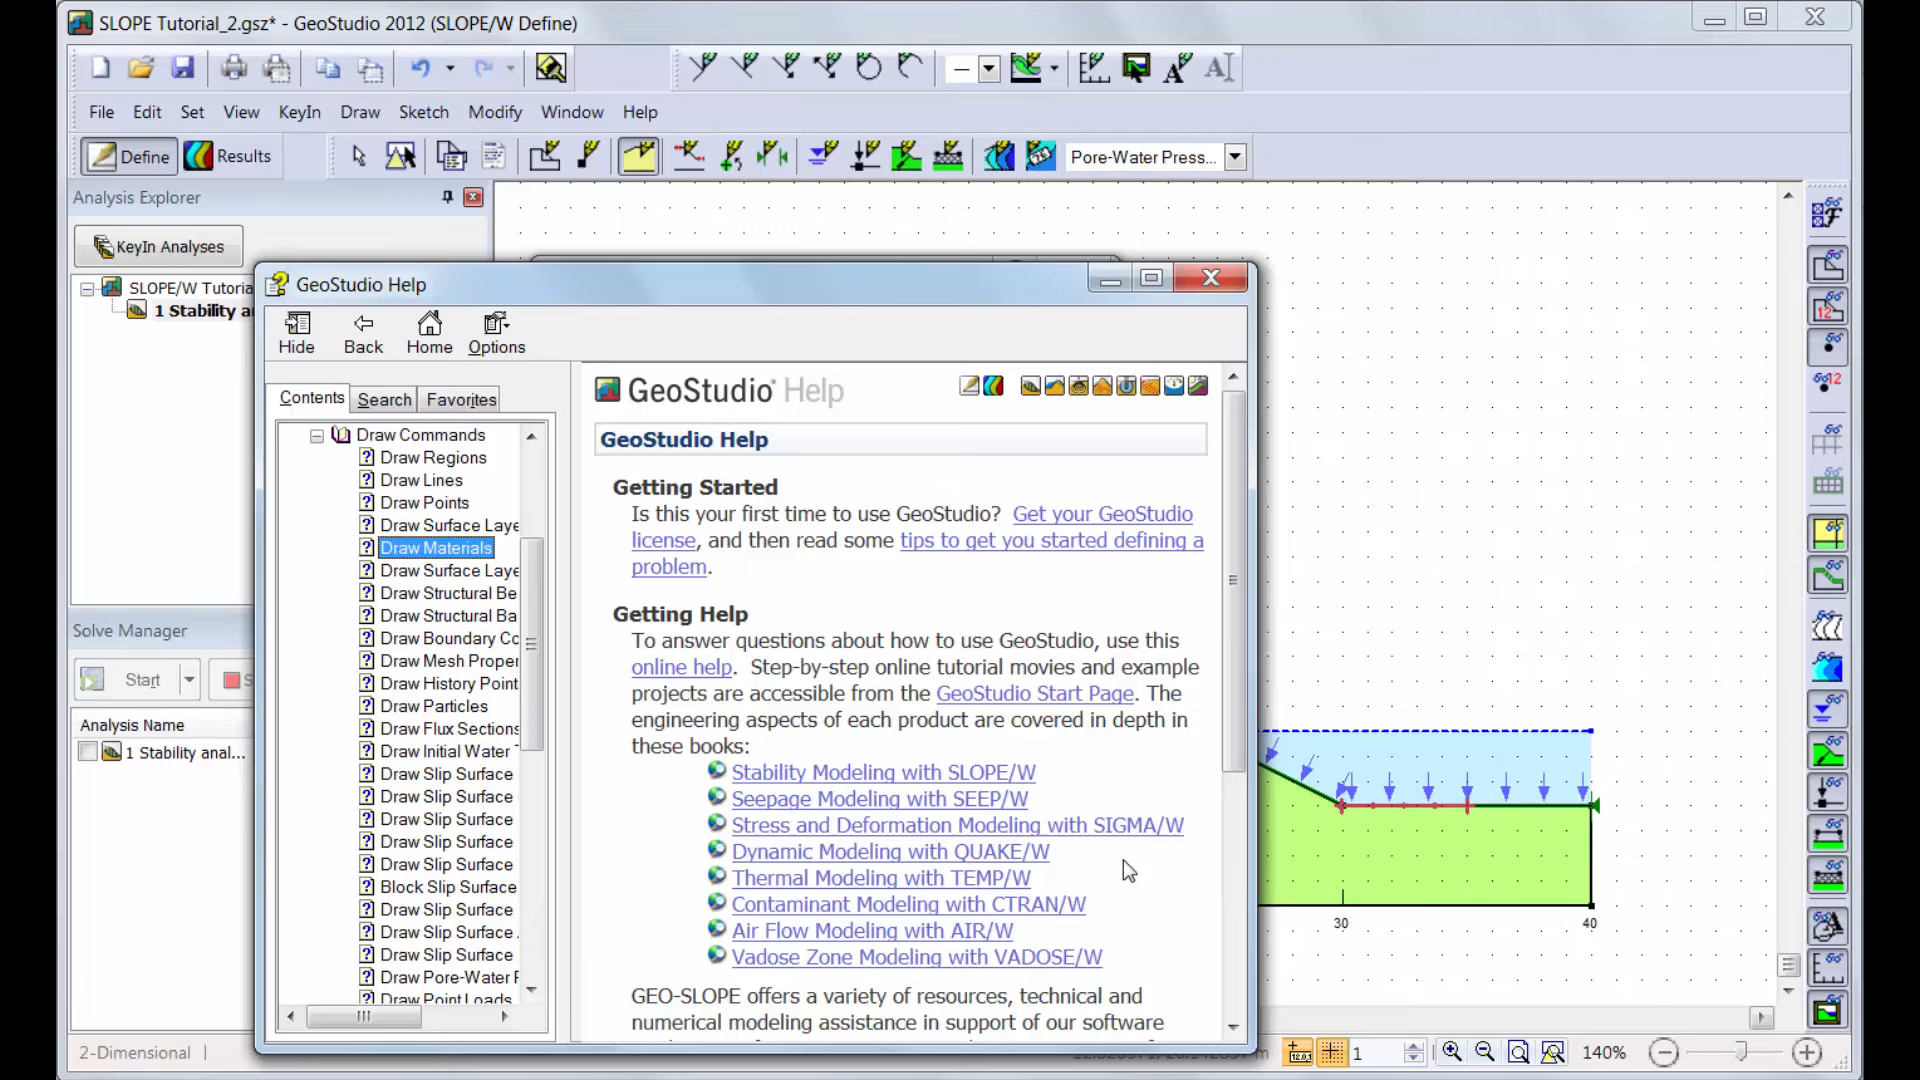 SLOPE Tutorial_2.gsz* - GeoStudio 2012 (SLOPE/W Define)
File Edit Set View KeyIn Draw Sketch Modify Window Help
Define Results Pore-Water Press...
Analysis Explorer
KeyIn Analyses
SLOPE/W Tutoria
1 Stability a
Solve Manager
Start
Analysis Name
1 Stability anal...
GeoStudio Help
Hide Back Home Options
Contents Search Favorites
Draw Commands
Draw Regions
Draw Lines
Draw Points
Draw Surface Laye
Draw Materials
Draw Surface Laye
Draw Structural Be
Draw Structural Ba
Draw Boundary Co
Draw Mesh Proper
Draw History Point
Draw Particles
Draw Flux Sections
Draw Initial Water
Draw Slip Surface
Draw Slip Surface
Draw Slip Surface
Draw Slip Surface
Draw Slip Surface
Block Slip Surface
Draw Slip Surface
Draw Slip Surface
Draw Slip Surface
Draw Pore-Water F
Draw Point Loads
GeoStudio Help
GeoStudio Help
Getting Started
Is this your first time to use GeoStudio? Get your GeoStudio
license, and then read some tips to get you started defining a
problem.
Getting Help
To answer questions about how to use GeoStudio, use this
online help. Step-by-step online tutorial movies and example
projects are accessible from the GeoStudio Start Page. The
engineering aspects of each product are covered in depth in
these books:
Stability Modeling with SLOPE/W
Seepage Modeling with SEEP/W
Stress and Deformation Modeling with SIGMA/W
Dynamic Modeling with QUAKE/W
Thermal Modeling with TEMP/W
Contaminant Modeling with CTRAN/W
Air Flow Modeling with AIR/W
Vadose Zone Modeling with VADOSE/W
GEO-SLOPE offers a variety of resources, technical and
numerical modeling assistance in support of our software
30 40
2-Dimensional
1 140%